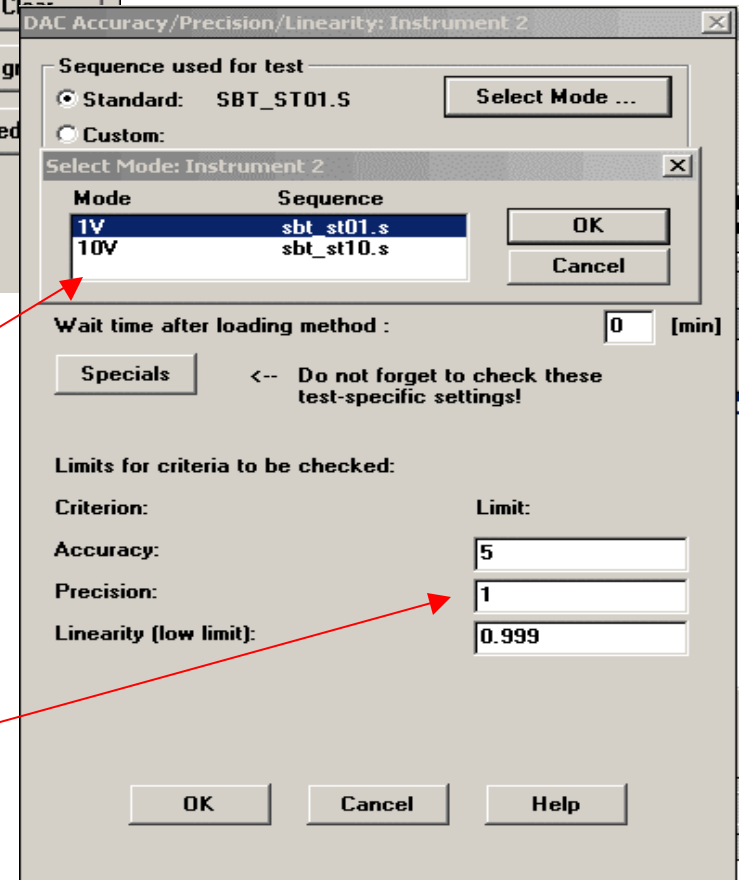 Cl
DAC Accuracy/Precision/Linearity: Instrument 2
Sequence used for test
Standard: SBT_ST01.S Select Mode ...
Custom:
Select Mode: Instrument 2
Mode Sequence
1V sbt_st01.s OK
10V sbt_st10.s
Cancel
Wait time after loading method : 0 [min]
Specials <-- Do not forget to check these
test-specific settings!
Limits for criteria to be checked:
Criterion: Limit:
Accuracy: 5
Precision: 1
Linearity (low limit): 0.999
OK Cancel Help